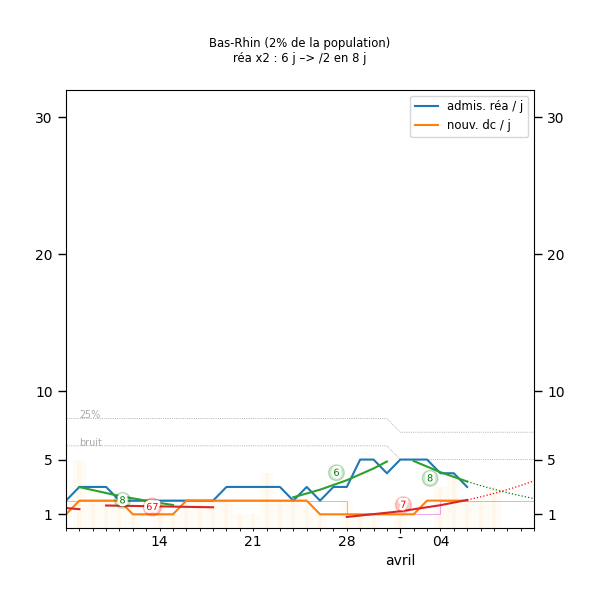 Bas-Rhin (2% de la population)
réa x2 : 6 j –> /2 en 8 j
admis. réa / j
nouv. dc / j
30 30
20 20
10 10
25%
bruit
5 5
6
8
8
67
7
1 1
14 21 28 - 04
avril